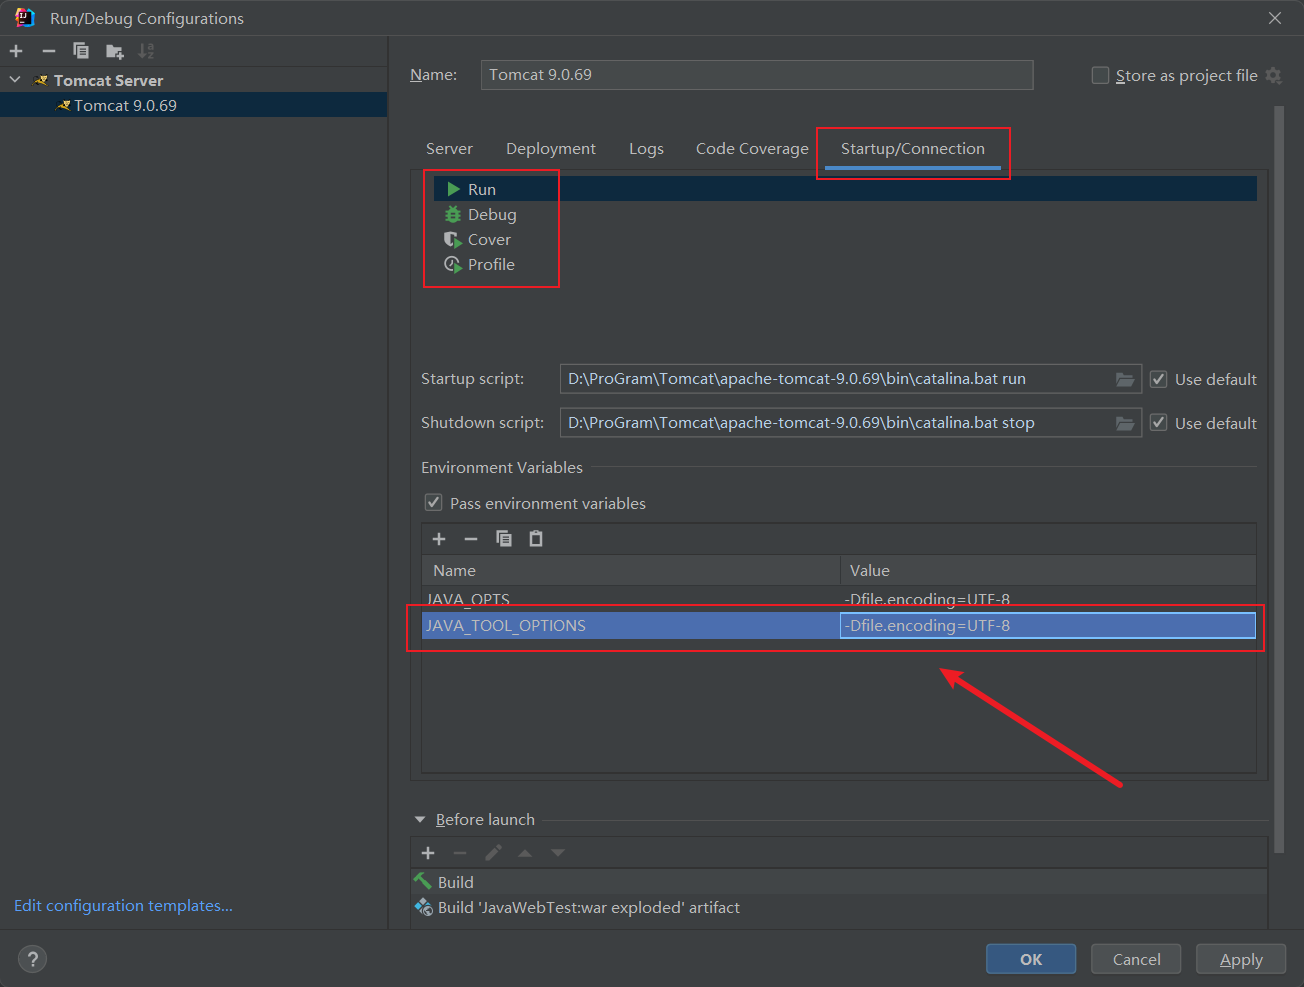 Run/Debug Configurations
Tomcat Server
Tomcat 9.0.69
Name: Tomcat 9.0.69 Store as project file
Server Deployment Logs Code Coverage Startup/Connection
Run
Debug
Cover
Profile
Startup script: D:\ProGram\Tomcat\apache-tomcat-9.0.69\bin\catalina.bat run Use default
Shutdown script: D:\ProGram\Tomcat\apache-tomcat-9.0.69\bin\catalina.bat stop Use default
Environment Variables
Pass environment variables
Name Value
JAVA_OPTS -Dfile.encoding=UTF-8
JAVA_TOOL_OPTIONS -Dfile.encoding=UTF-8
Before launch
Build
Build 'JavaWebTest:war exploded' artifact
Edit configuration templates...
? OK Cancel Apply